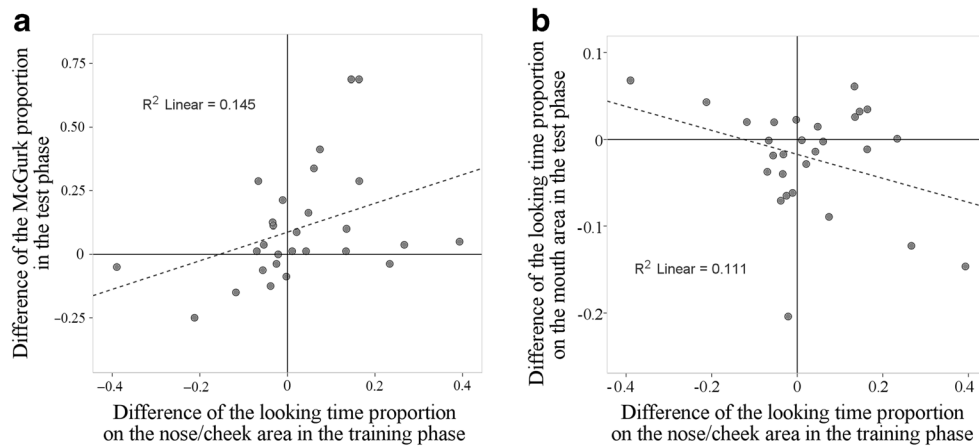 a
Difference of the McGurk proportion
in the test phase
0.75
0.50
0.25
0
−0.25
R2 Linear = 0.145
−0.4
−0.2
0
0.2
0.4
Difference of the looking time proportion
on the nose/cheek area in the training phase
b
Difference of the looking time proportion
on the mouth area in the test phase
0.1
0
-0.1
-0.2
R2 Linear = 0.111
-0.4
-0.2
0
0.2
0.4
Difference of the looking time proportion
on the nose/cheek area in the training phase